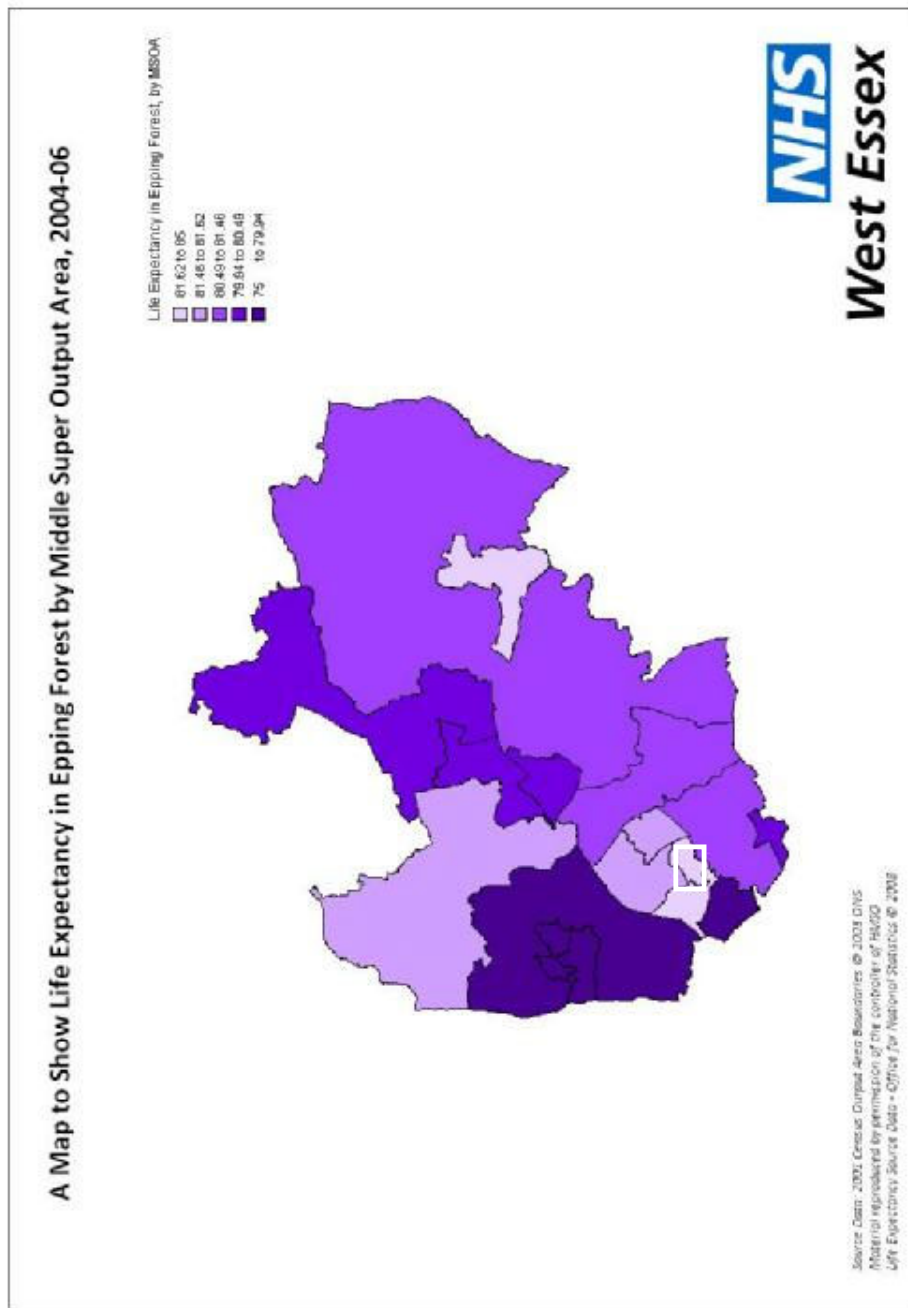 A Map to Show Life Expectancy in Epping Forest by Middle Super Output Area, 2004-06
Life Expectancy in Epping Forest, by MSOA
81.62 to 85
81.46 to 81.62
80.49 to 81.46
79.94 to 80.49
75 to 79.94
NHS
West Essex
Source Data: 2001 Census Output Area Boundaries © 2003 ONS
Material reproduced by permission of the controller of HMSO
Life Expectancy Source Data - Office for National Statistics © 2008